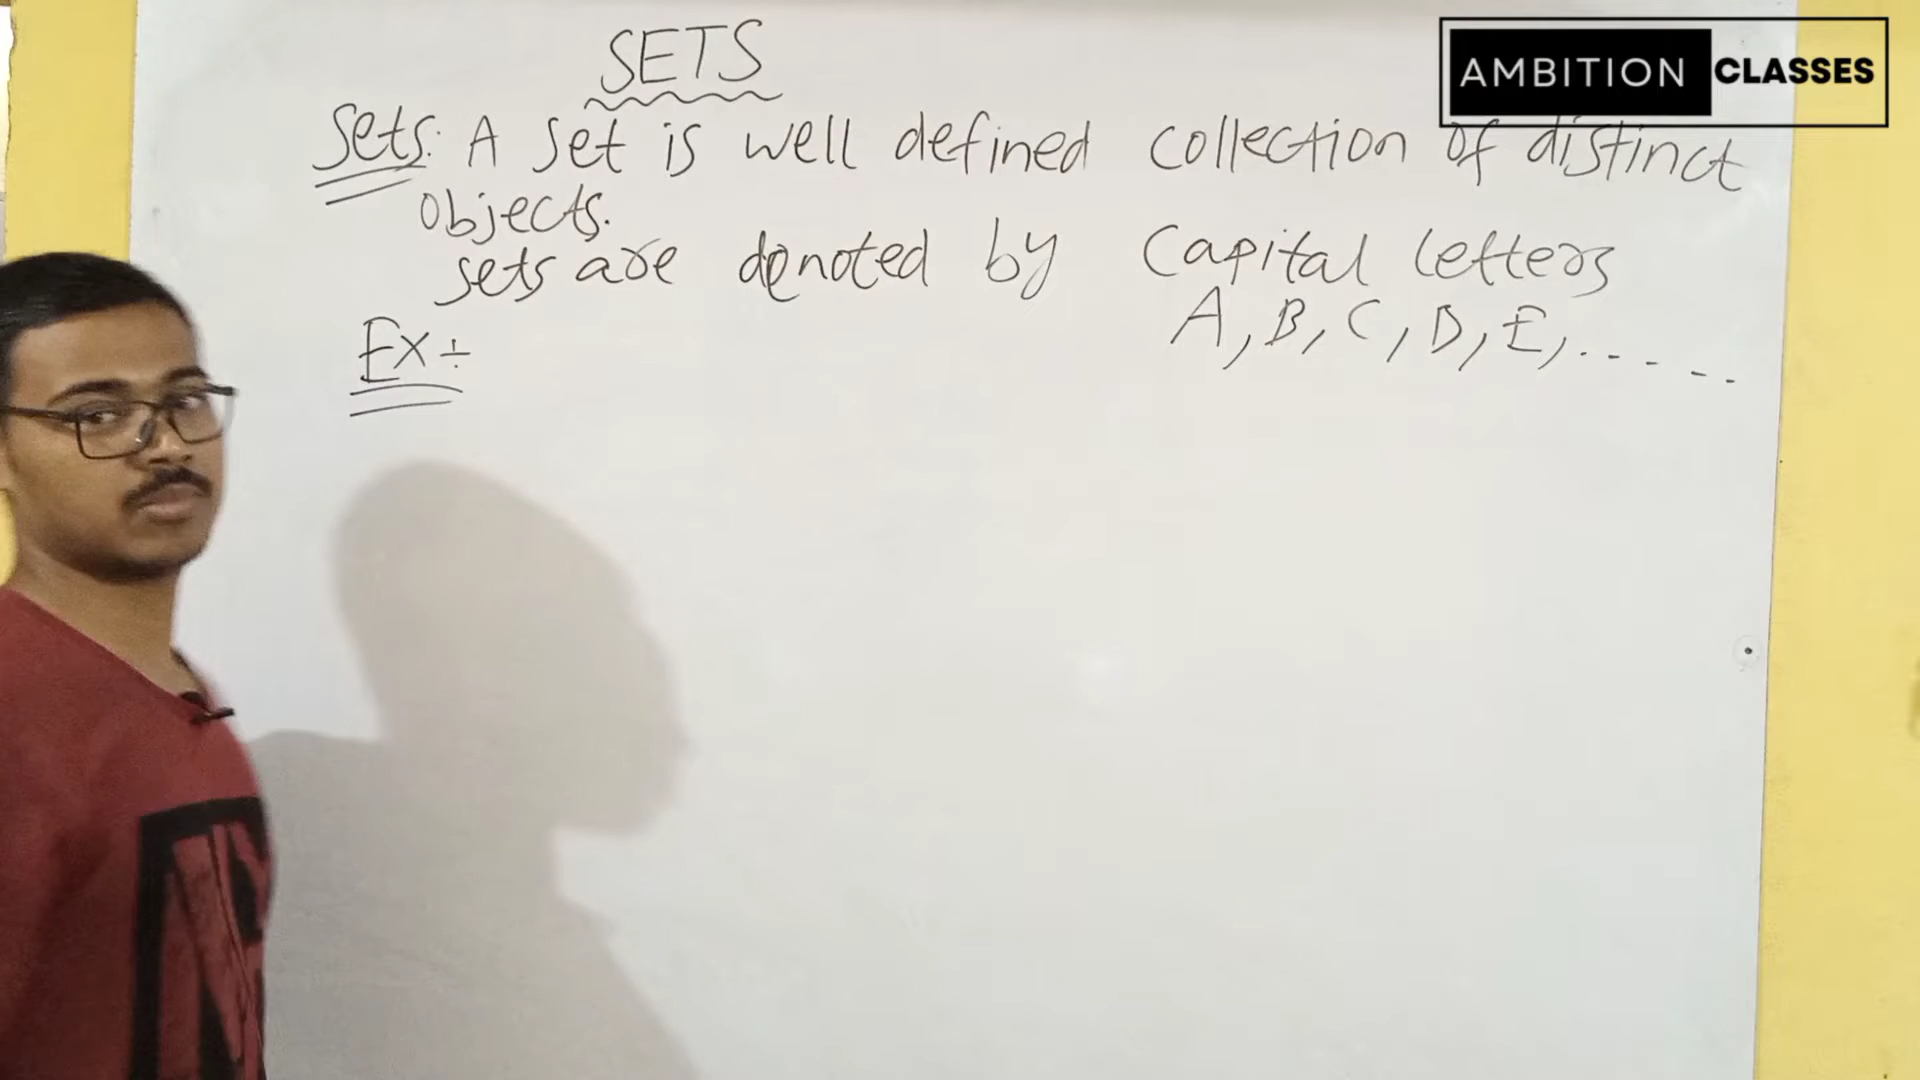 SETS
AMBITION CLASSES
Sets: A set is well defined collection of distinct
objects.
sets are denoted by capital letters
A, B, C, D, E, .....
Ex ÷